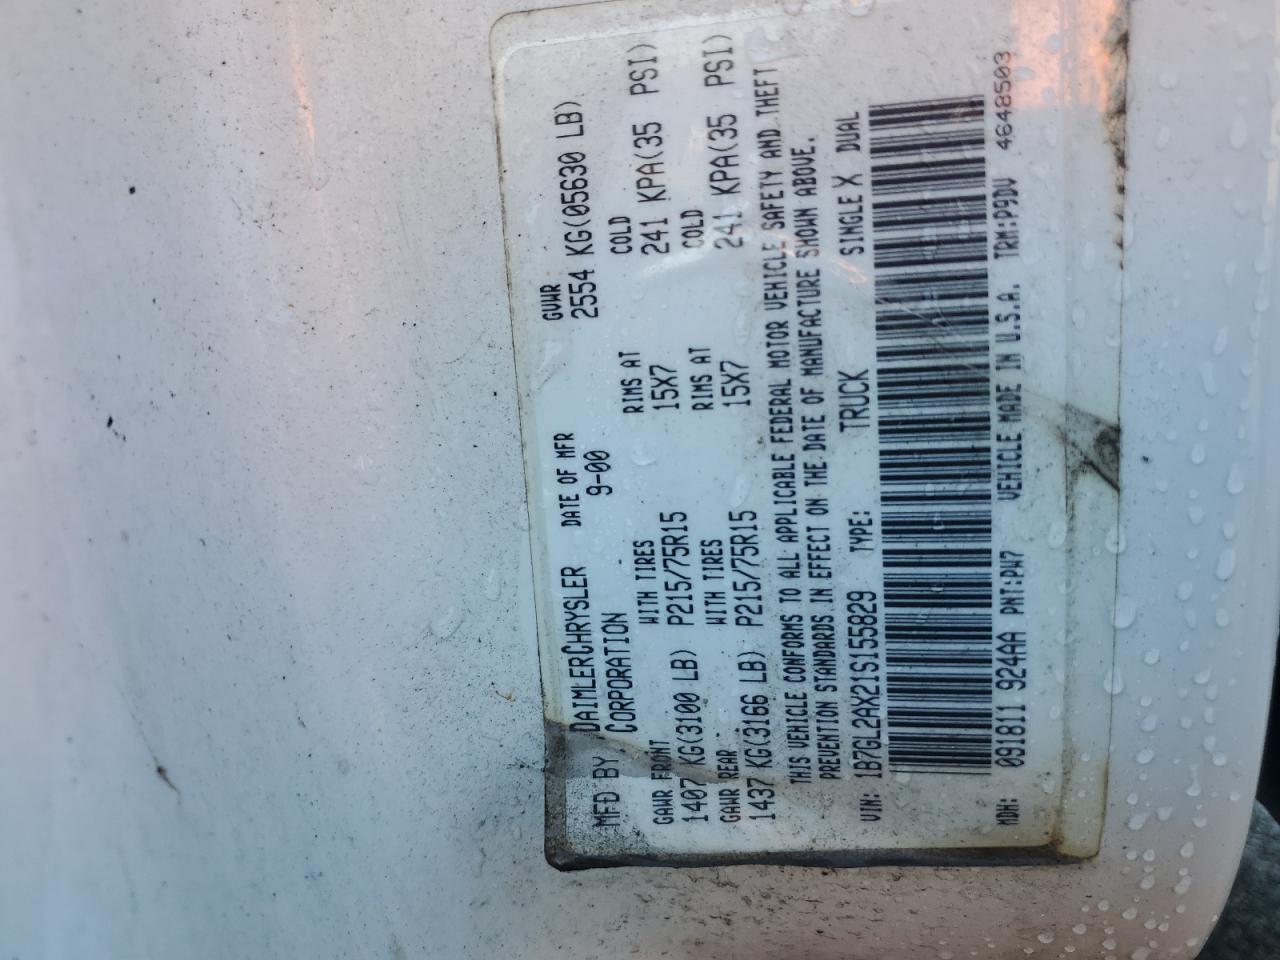 MFD BY DAIMLERCHRYSLER CORPORATION DATE OF MFR 9-00 GVWR 2554 KG(05630 LB)
GAWR FRONT WITH TIRES RIMS AT COLD
1407 KG(3100 LB) P215/75R15 15X7 241 KPA(35 PSI)
GAWR REAR WITH TIRES RIMS AT COLD
1437 KG(3166 LB) P215/75R15 15X7 241 KPA(35 PSI)
THIS VEHICLE CONFORMS TO ALL APPLICABLE FEDERAL MOTOR VEHICLE SAFETY AND THEFT
PREVENTION STANDARDS IN EFFECT ON THE DATE OF MANUFACTURE SHOWN ABOVE.
VIN: 1B7GL2AX21S155829 TYPE: TRUCK SINGLE X DUAL
MDH: 091811 924AA PNT:PW7 VEHICLE MADE IN U.S.A. TRM:P9DV 4648503